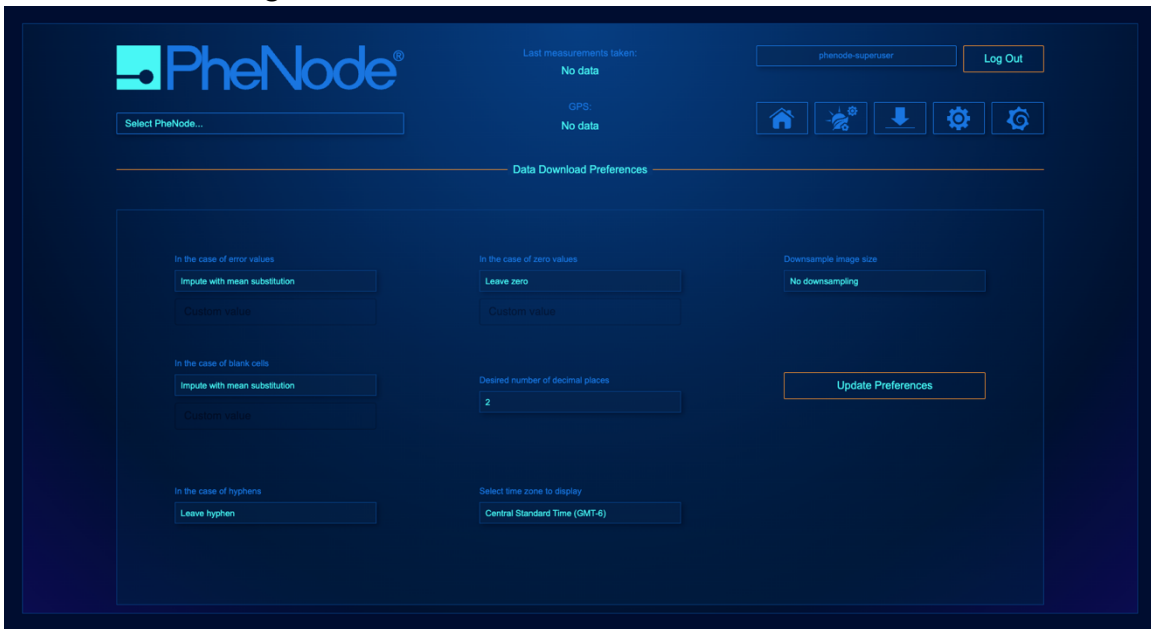 PheNode®
Last measurements taken:
No data
phenode-superuser
Log Out
Select PheNode...
GPS:
No data
Data Download Preferences
In the case of error values
Impute with mean substitution
Custom value
In the case of zero values
Leave zero
Custom value
Downsample image size
No downsampling
In the case of blank cells
Impute with mean substitution
Custom value
Desired number of decimal places
2
Update Preferences
In the case of hyphens
Leave hyphen
Select time zone to display
Central Standard Time (GMT-6)